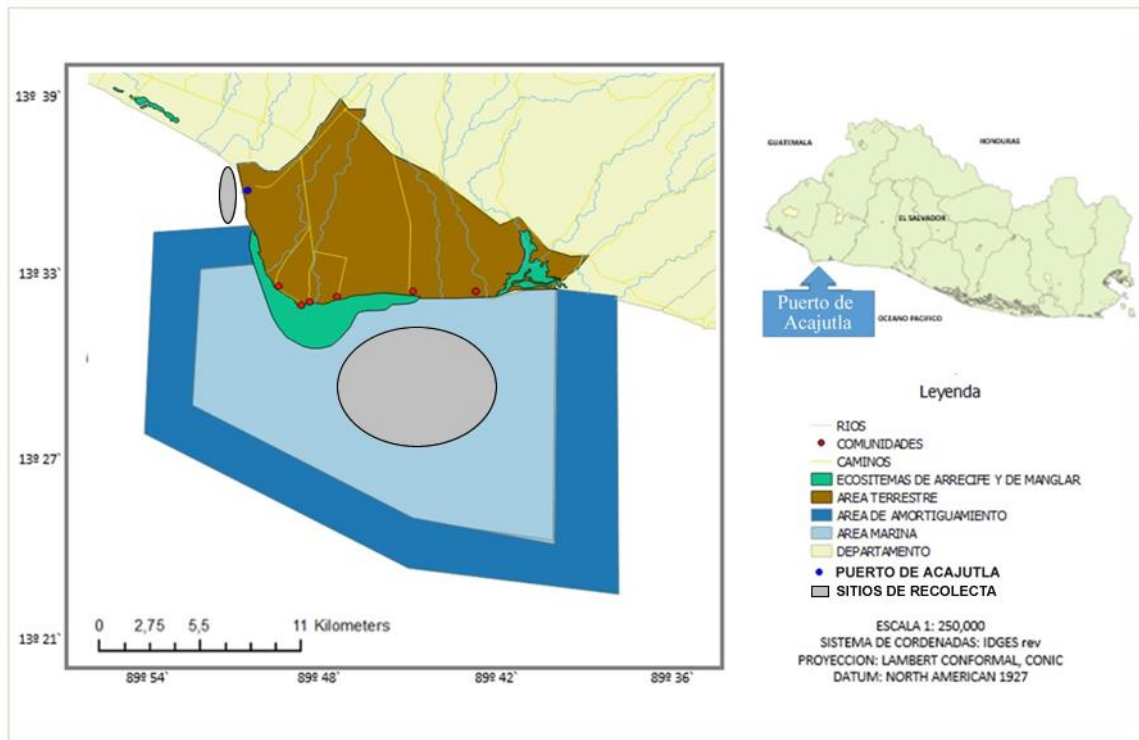 13º 39`
13º 33`
13º 27`
13º 21`
0 2,75 5,5 11 Kilometers
89º 54`
89º 48`
89º 42`
89º 36`
GUATEMALA
HONDURAS
EL SALVADOR
OCEANO PACIFICO
Puerto de
Acajutla
Leyenda
RIOS
COMUNIDADES
CAMINOS
ECOSITEMAS DE ARRECIFE Y DE MANGLAR
AREA TERRESTRE
AREA DE AMORTIGUAMIENTO
AREA MARINA
DEPARTAMENTO
PUERTO DE ACAJUTLA
SITIOS DE RECOLECTA
ESCALA 1: 250,000
SISTEMA DE CORDENADAS: IDGES rev
PROYECCION: LAMBERT CONFORMAL, CONIC
DATUM: NORTH AMERICAN 1927